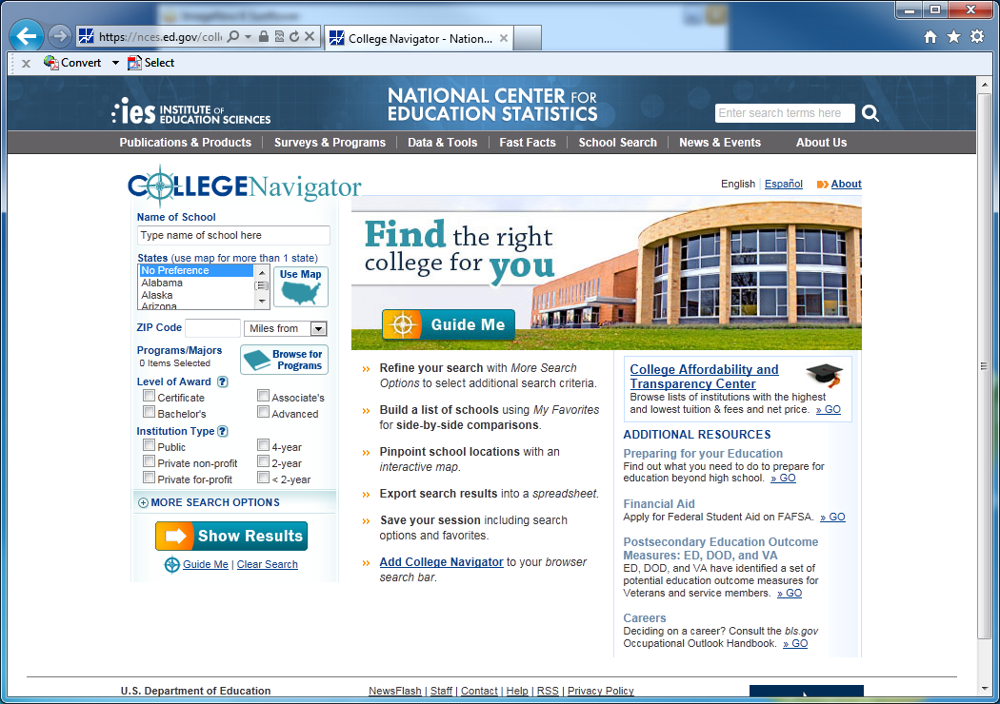 https://nces.ed.gov/coll
College Navigator - Nation...
Convert
Select
ies INSTITUTE OF
EDUCATION SCIENCES
NATIONAL CENTER FOR
EDUCATION STATISTICS
Enter search terms here
Publications & Products
Surveys & Programs
Data & Tools
Fast Facts
School Search
News & Events
About Us
COLLEGE Navigator
English
Español
About
Name of School
Type name of school here
States (use map for more than 1 state)
No Preference
Alabama
Alaska
Arizona
Use Map
ZIP Code
Miles from
Programs/Majors
0 Items Selected
Browse for
Programs
Level of Award ?
Certificate
Associate's
Bachelor's
Advanced
Institution Type ?
Public
4-year
Private non-profit
2-year
Private for-profit
< 2-year
MORE SEARCH OPTIONS
Show Results
Guide Me | Clear Search
Find the right
college for you
Guide Me
Refine your search with More Search
Options to select additional search criteria.
Build a list of schools using My Favorites
for side-by-side comparisons.
Pinpoint school locations with an
interactive map.
Export search results into a spreadsheet.
Save your session including search
options and favorites.
Add College Navigator to your browser
search bar.
College Affordability and
Transparency Center
Browse lists of institutions with the highest
and lowest tuition & fees and net price. » GO
ADDITIONAL RESOURCES
Preparing for your Education
Find out what you need to do to prepare for
education beyond high school. » GO
Financial Aid
Apply for Federal Student Aid on FAFSA. » GO
Postsecondary Education Outcome
Measures: ED, DOD, and VA
ED, DOD, and VA have identified a set of
potential education outcome measures for
Veterans and service members. » GO
Careers
Deciding on a career? Consult the bls.gov
Occupational Outlook Handbook. » GO
U.S. Department of Education
NewsFlash | Staff | Contact | Help | RSS | Privacy Policy